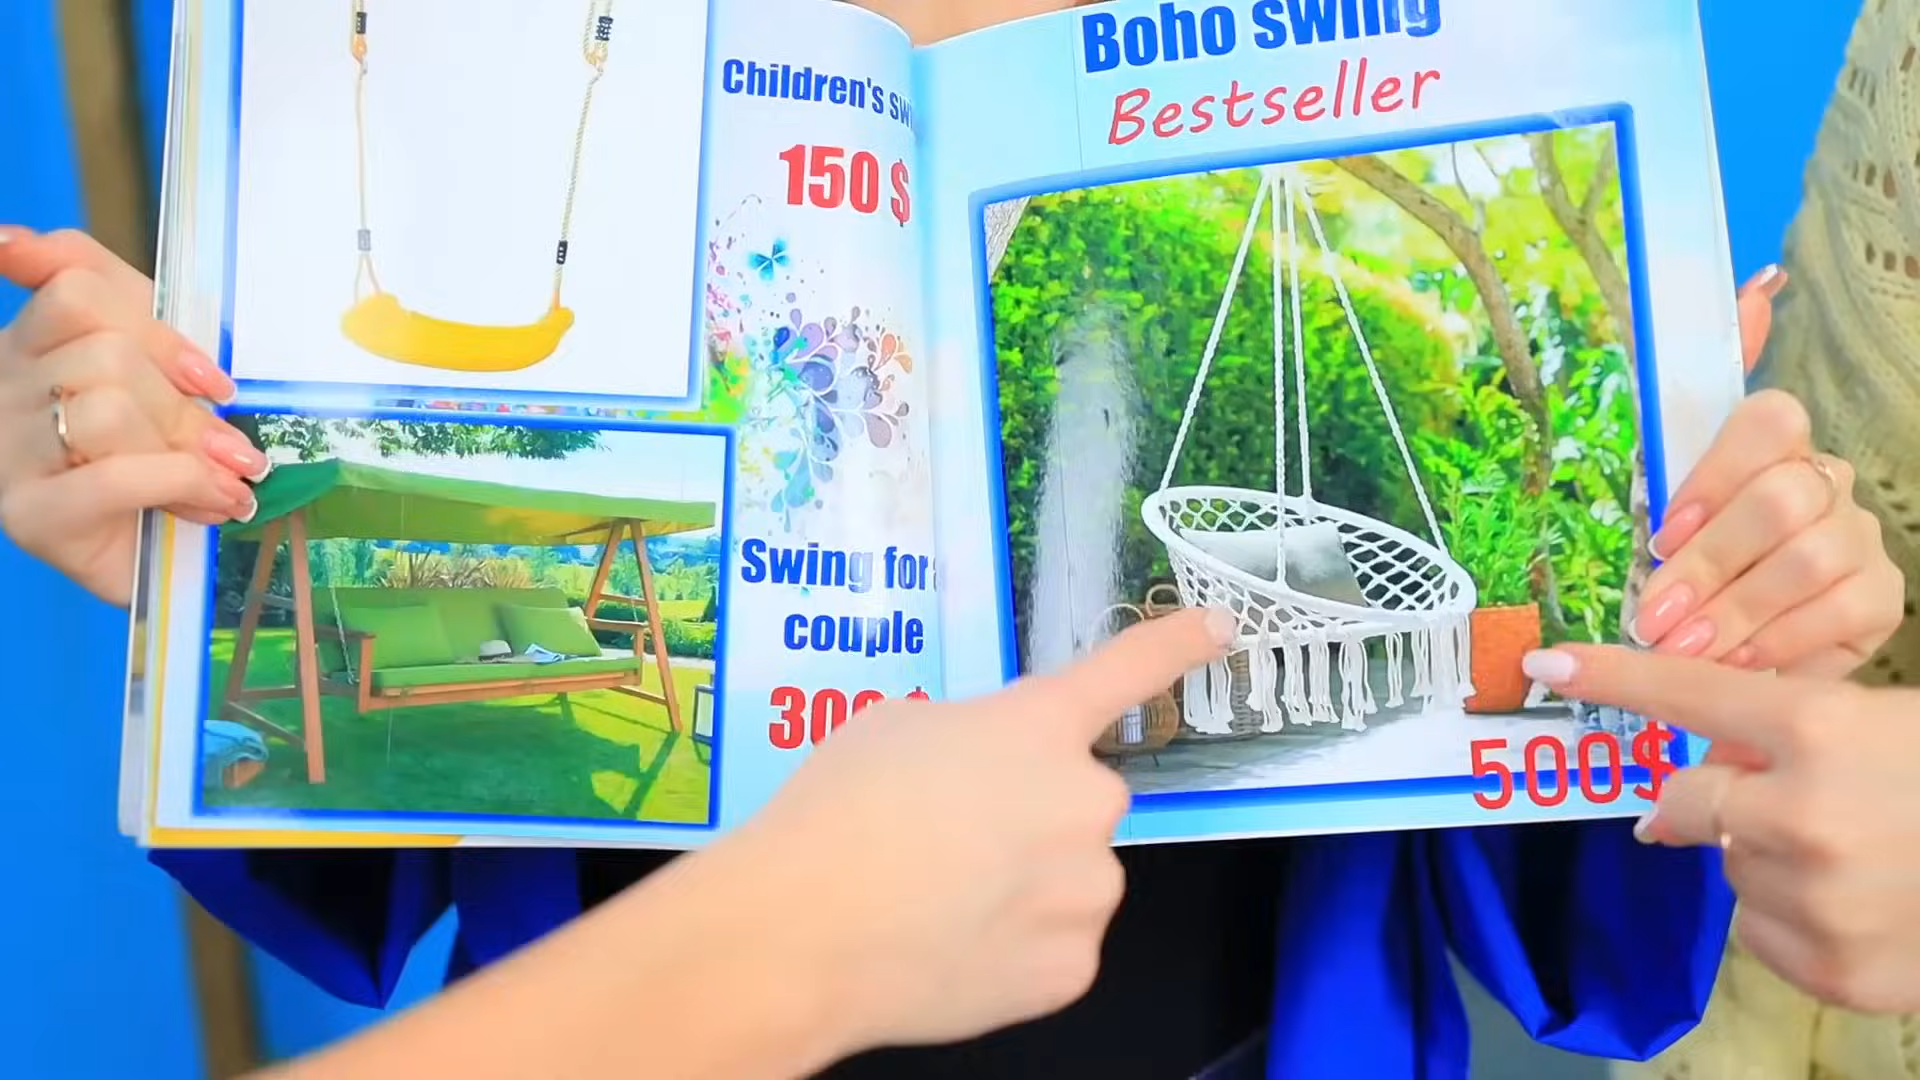 Children's
150 $
Swing for
couple
Boho swing
Bestseller
500$